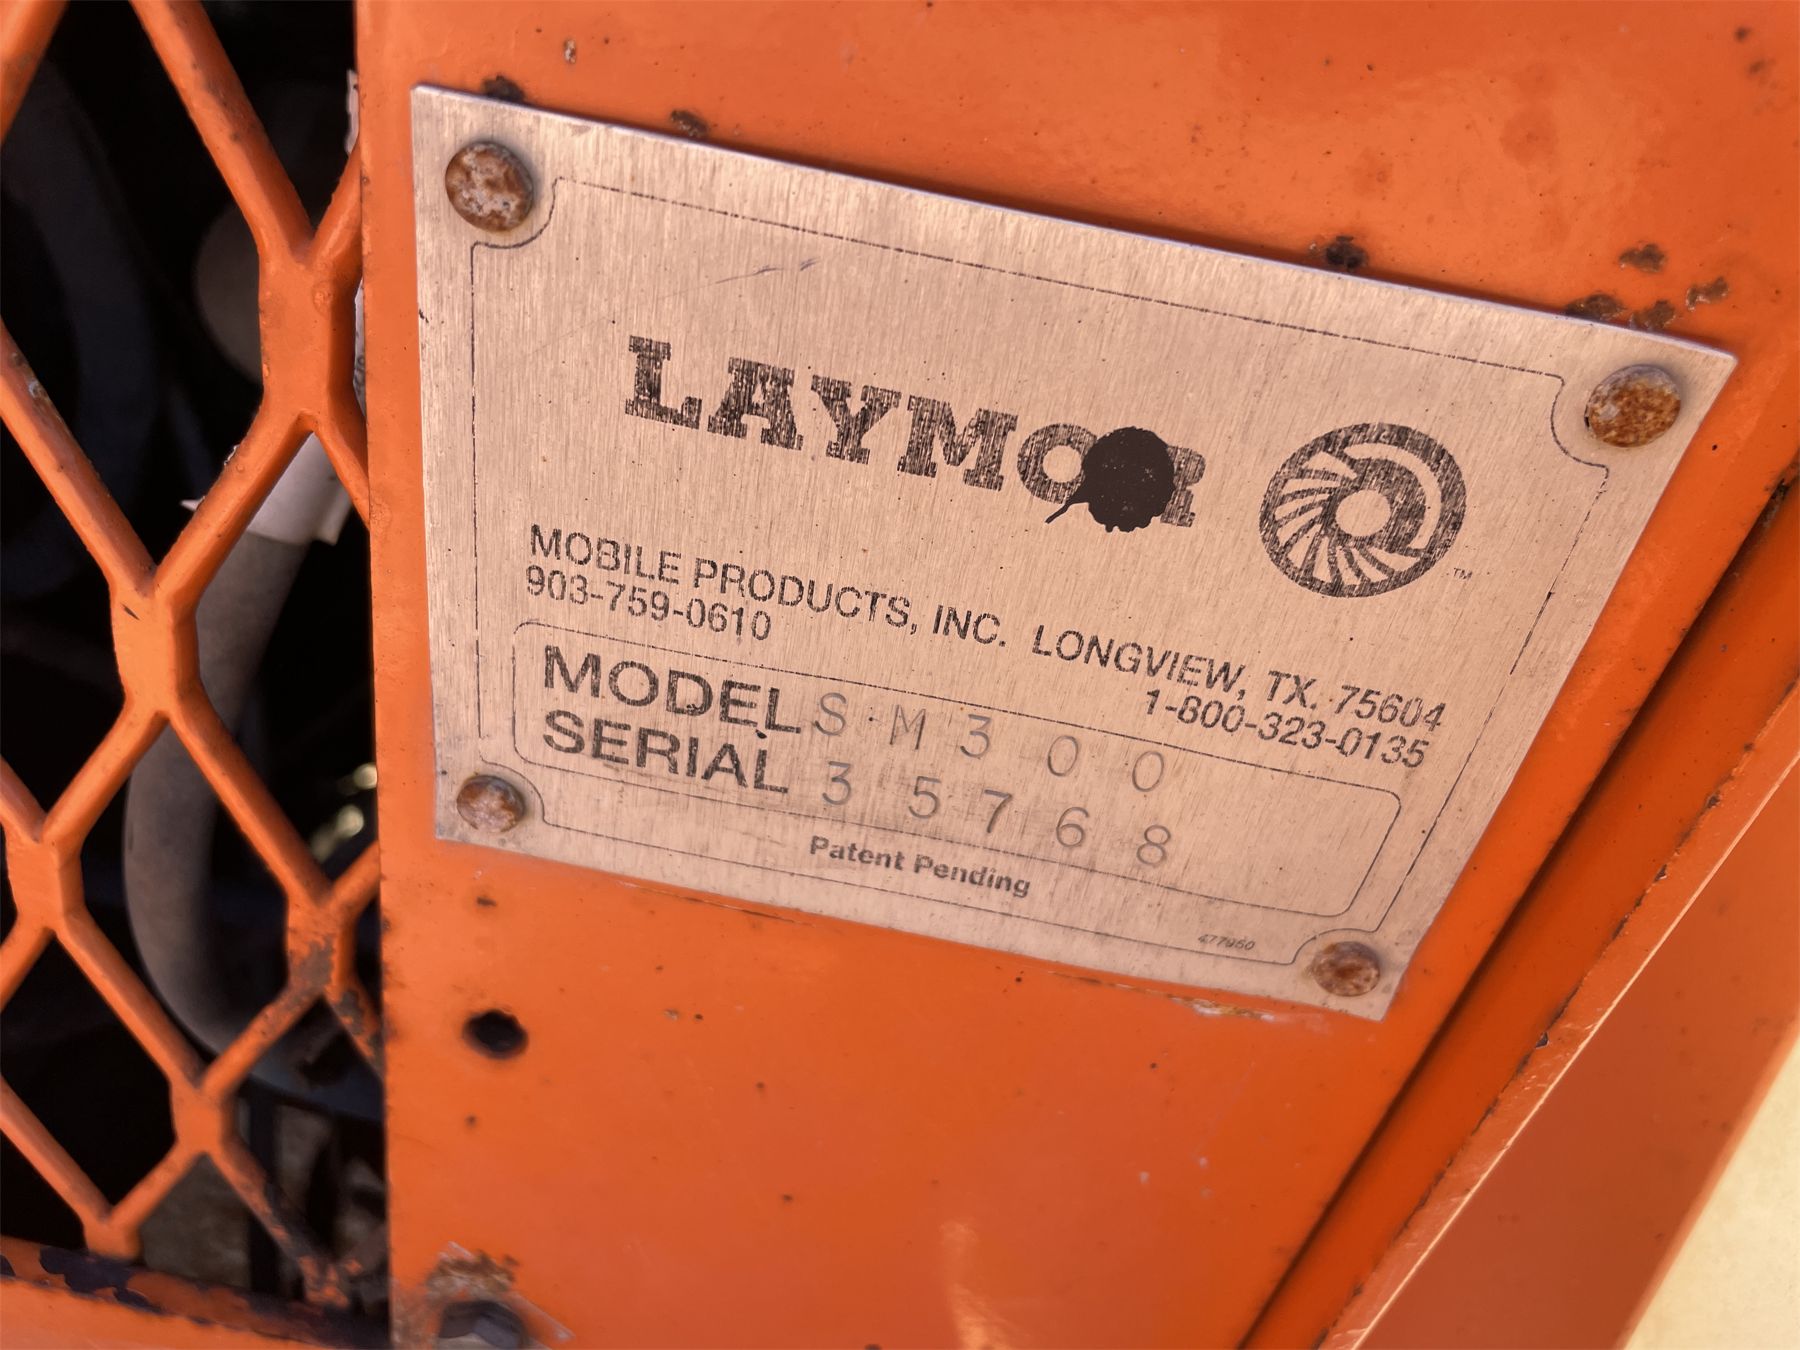 LAYMOR
TM
MOBILE PRODUCTS, INC. LONGVIEW, TX. 75604
903-759-0610 1-800-323-0135
MODEL SM300
SERIAL 35768
Patent Pending
477960